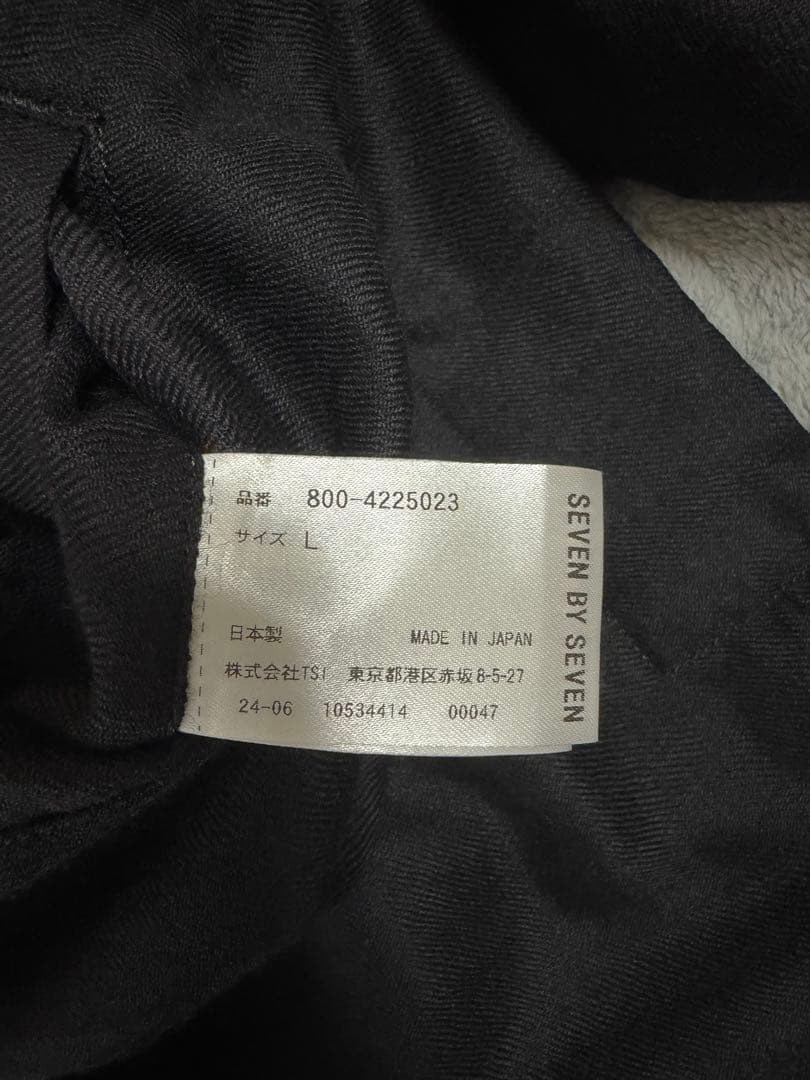 品番 800-4225023
サイズ L
日本製 MADE IN JAPAN
株式会社TSI 東京都港区赤坂8-5-27
24-06 10534414 00047
SEVEN BY SEVEN